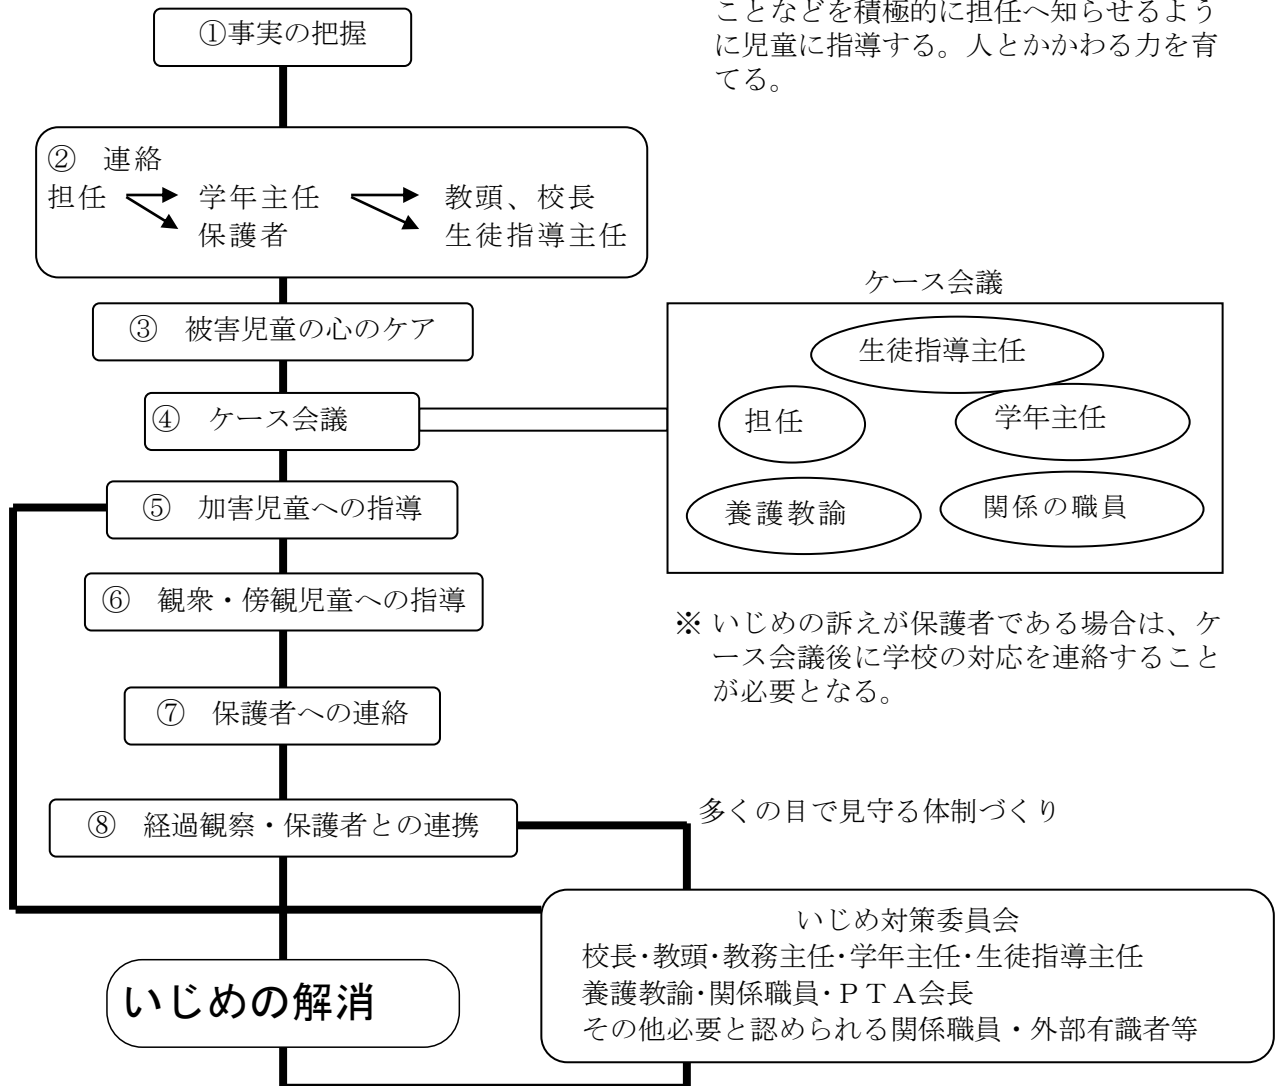 ことなどを積極的に担任へ知らせるよう
に児童に指導する。人とかかわる力を育
てる。
①事実の把握
② 連絡
担任 学年主任 教頭、校長
保護者 生徒指導主任
③ 被害児童の心のケア
④ ケース会議
ケース会議
生徒指導主任
担任
学年主任
養護教諭
関係の職員
⑤ 加害児童への指導
⑥ 観衆・傍観児童への指導
※ いじめの訴えが保護者である場合は、ケ
ース会議後に学校の対応を連絡すること
が必要となる。
⑦ 保護者への連絡
⑧ 経過観察・保護者との連携
多くの目で見守る体制づくり
いじめ対策委員会
校長・教頭・教務主任・学年主任・生徒指導主任
養護教諭・関係職員・ＰＴＡ会長
その他必要と認められる関係職員・外部有識者等
いじめの解消